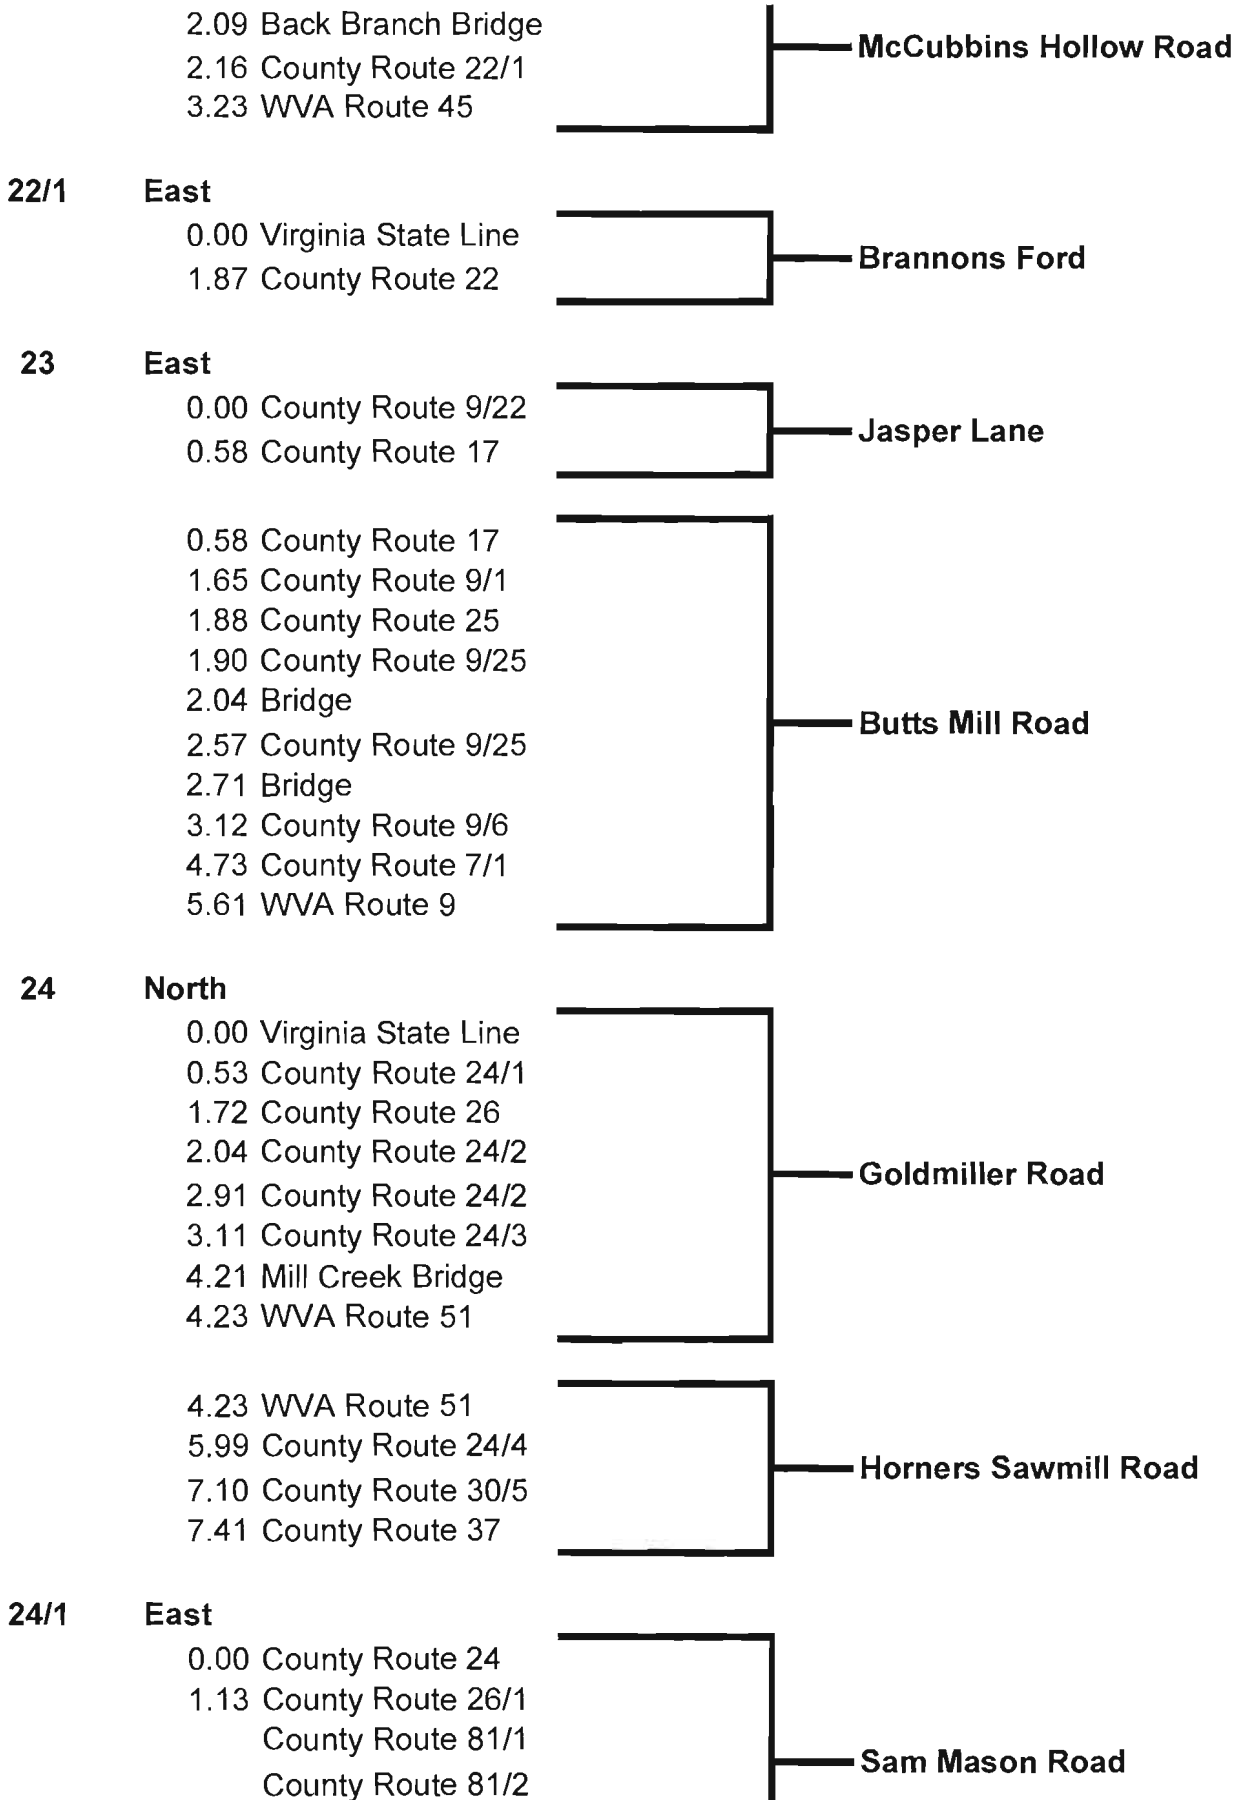 2.09 Back Branch Bridge
McCubbins Hollow Road
2.16 County Route 22/1
3.23 WVA Route 45
22/1 East
0.00 Virginia State Line
Brannons Ford
1.87 County Route 22
23 East
0.00 County Route 9/22
Jasper Lane
0.58 County Route 17
0.58 County Route 17
1.65 County Route 9/1
1.88 County Route 25
1.90 County Route 9/25
2.04 Bridge
Butts Mill Road
2.57 County Route 9/25
2.71 Bridge
3.12 County Route 9/6
4.73 County Route 7/1
5.61 WVA Route 9
24 North
0.00 Virginia State Line
0.53 County Route 24/1
1.72 County Route 26
2.04 County Route 24/2
Goldmiller Road
2.91 County Route 24/2
3.11 County Route 24/3
4.21 Mill Creek Bridge
4.23 WVA Route 51
4.23 WVA Route 51
5.99 County Route 24/4
Horners Sawmill Road
7.10 County Route 30/5
7.41 County Route 37
24/1 East
0.00 County Route 24
1.13 County Route 26/1
County Route 81/1
Sam Mason Road
County Route 81/2